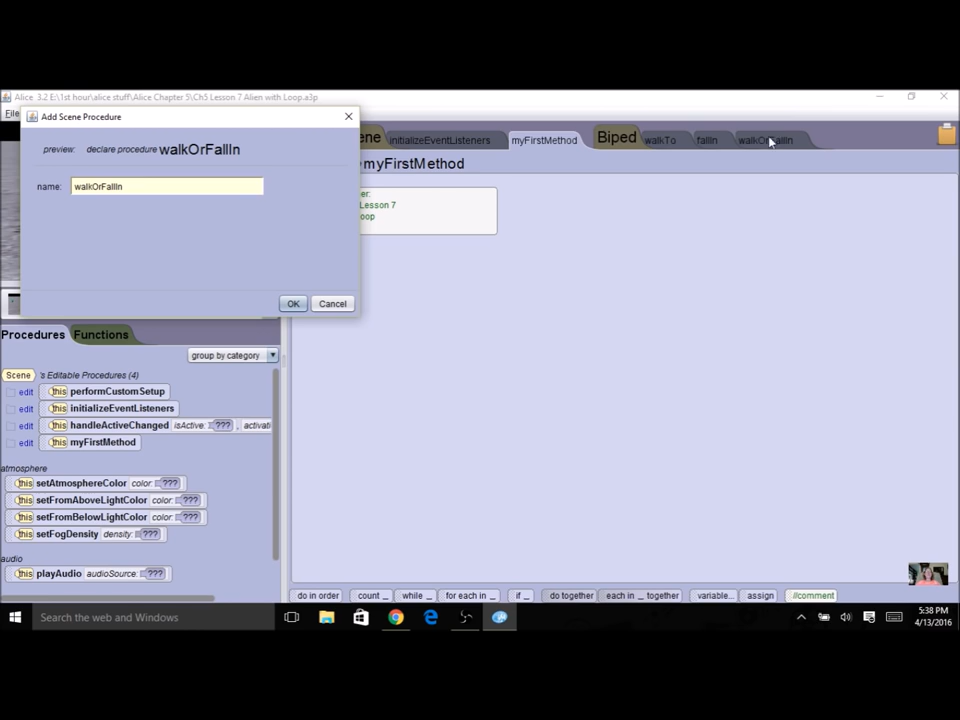 Alice 3.2 E:\1st hour\alice stuff\Alice Chapter 5\Ch5 Lesson 7 Alien with Loop.a3p
File
Add Scene Procedure
preview: declare procedure walkOrFallIn
name: walkOrFallIn
OK Cancel
ene initializeEventListeners myFirstMethod Biped walkTo fallIn walkOrFallIn
myFirstMethod
er:
Lesson 7
oop
Procedures Functions
group by category
Scene 's Editable Procedures (4)
edit this performCustomSetup
edit this initializeEventListeners
edit this handleActiveChanged isActive: ??? , activati
edit this myFirstMethod
atmosphere
this setAtmosphereColor color: ???
this setFromAboveLightColor color: ???
this setFromBelowLightColor color: ???
this setFogDensity density: ???
audio
this playAudio audioSource: ???
do in order count _ while _ for each in _ if _ do together each in _ together variable... assign //comment
Search the web and Windows
5:38 PM
4/13/2016